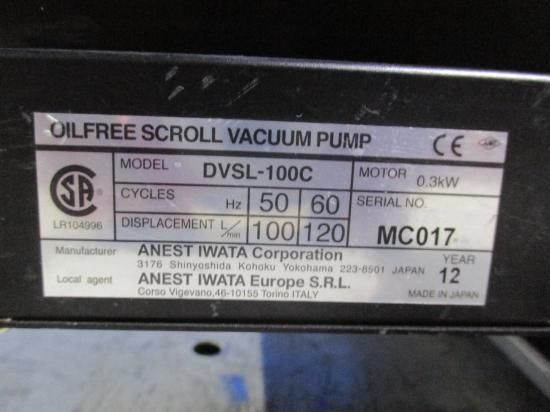 OILFREE SCROLL VACUUM PUMP CE
SA
LR104996
MODEL DVSL-100C MOTOR 0.3kW
CYCLES Hz 50 60 SERIAL NO.
DISPLACEMENT L/min 100 120 MC017
Manufacturer ANEST IWATA Corporation YEAR
3176 Shinyoshida Kohoku Yokohama 223-8501 JAPAN 12
Local agent ANEST IWATA Europe S.R.L.
Corso Vigevano,46-10155 Torino ITALY MADE IN JAPAN